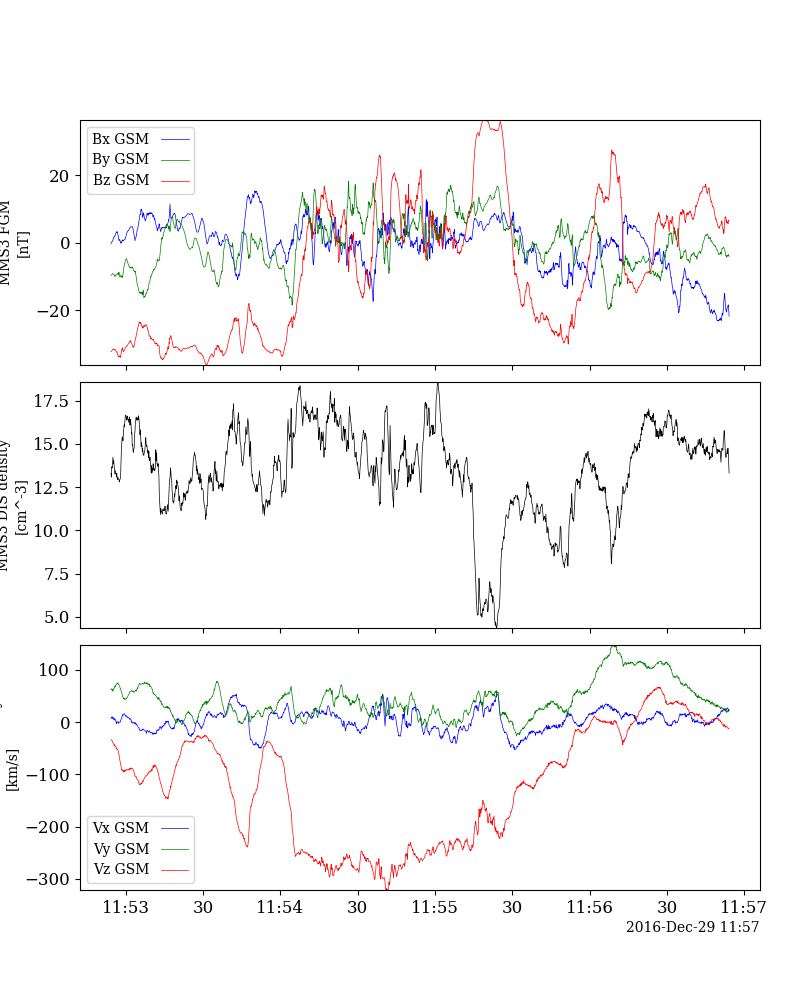 Bx GSM
By GSM
Bz GSM
MMS3 FGM
[nT]
20
0
−20
MMS3 DIS density
[cm^-3]
17.5
15.0
12.5
10.0
7.5
5.0
[km/s]
100
0
−100
−200
−300
Vx GSM
Vy GSM
Vz GSM
11:53 30 11:54 30 11:55 30 11:56 30 11:57
2016-Dec-29 11:57